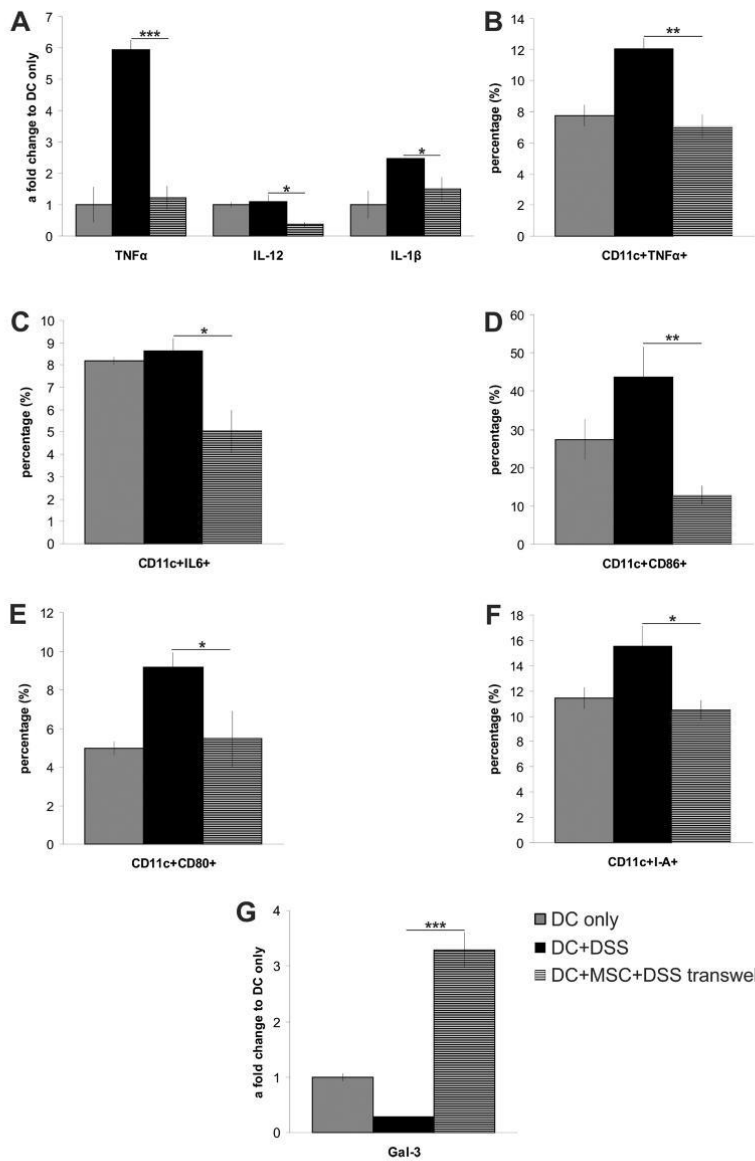 A
a fold change to DC only
7
6
5
4
3
2
1
0
***
*
*
TNFα
IL-12
IL-1β
B
percentage (%)
14
12
10
8
6
4
2
0
**
CD11c+TNFα+
C
percentage (%)
10
9
8
7
6
5
4
3
2
1
0
*
CD11c+IL6+
D
percentage (%)
60
50
40
30
20
10
0
**
CD11c+CD86+
E
percentage (%)
12
10
8
6
4
2
0
*
CD11c+CD80+
F
percentage (%)
18
16
14
12
10
8
6
4
2
0
*
CD11c+I-A+
G
a fold change to DC only
4
3
2
1
0
***
Gal-3
DC only
DC+DSS
DC+MSC+DSS transwel